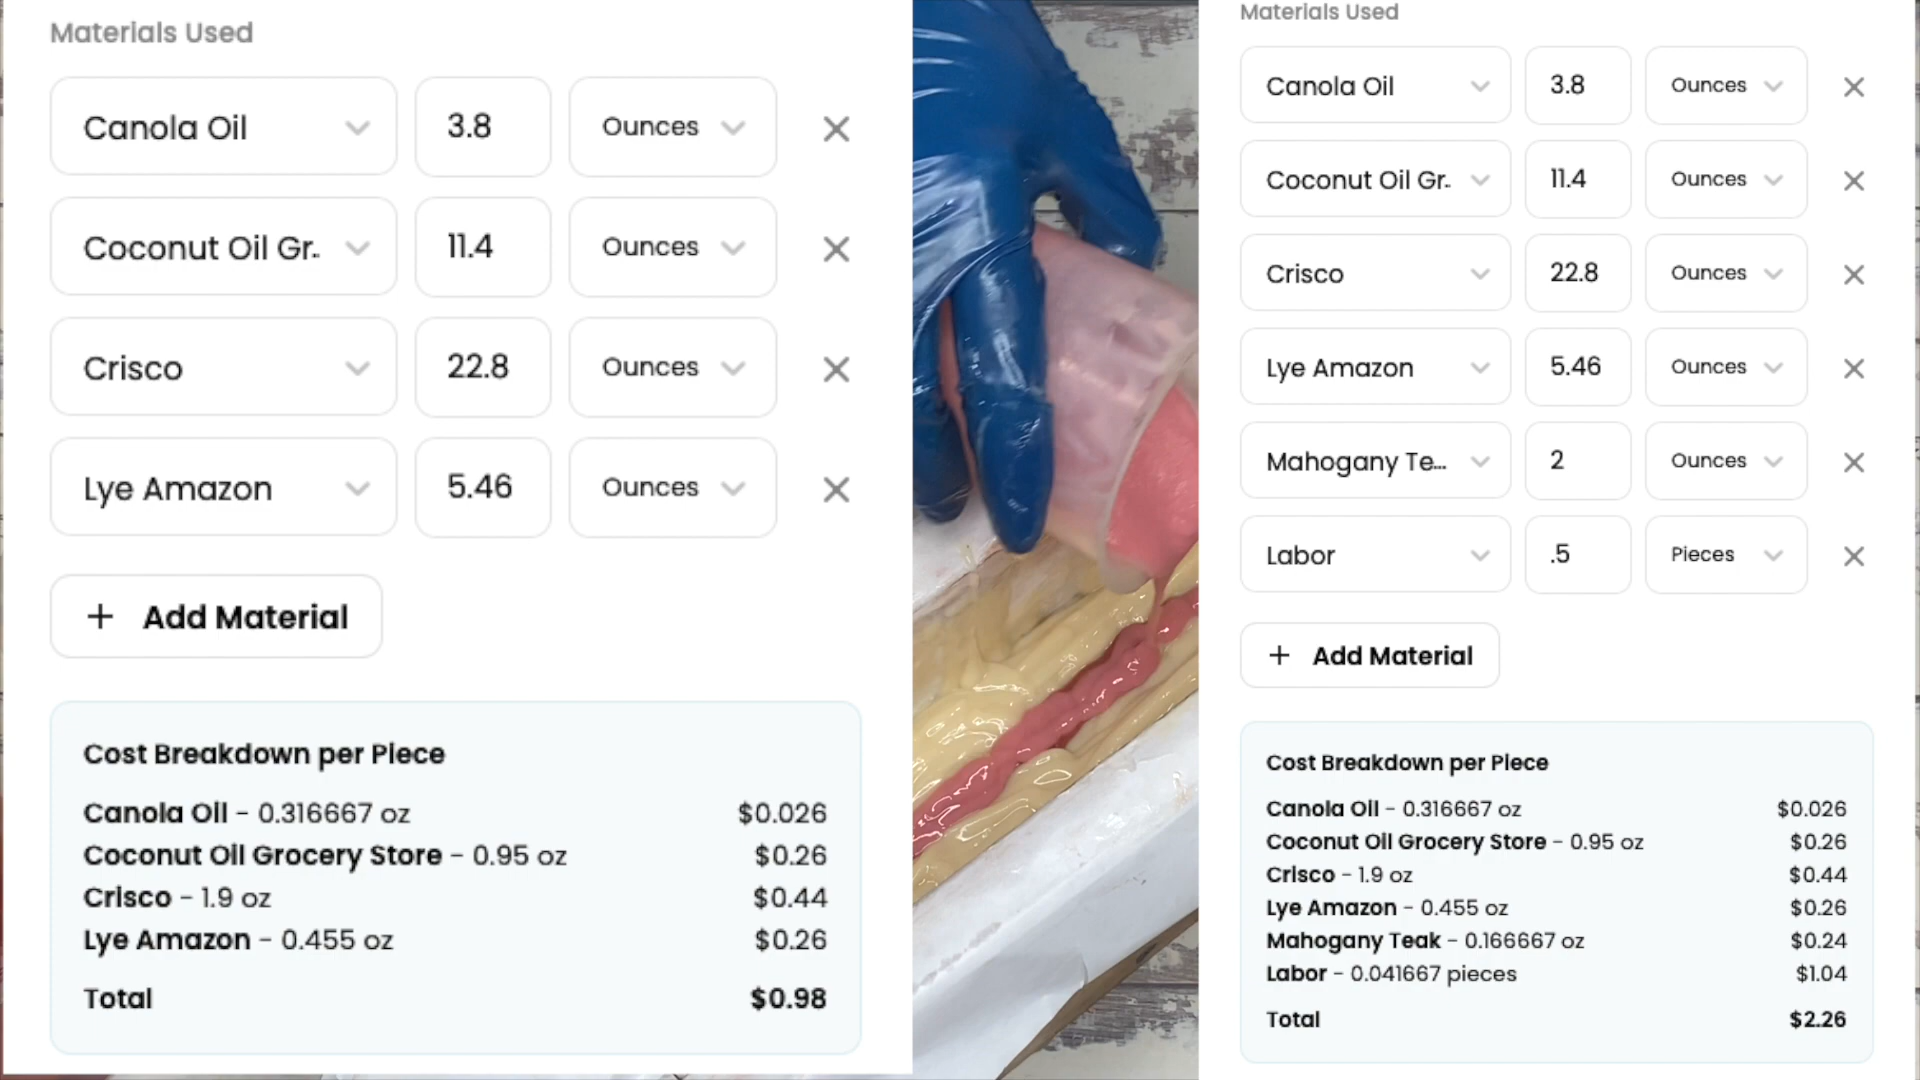 Materials Used
Canola Oil 3.8 Ounces
Coconut Oil Gr.. 11.4 Ounces
Crisco 22.8 Ounces
Lye Amazon 5.46 Ounces
+ Add Material
Cost Breakdown per Piece
Canola Oil - 0.316667 oz $0.026
Coconut Oil Grocery Store - 0.95 oz $0.26
Crisco - 1.9 oz $0.44
Lye Amazon - 0.455 oz $0.26
Total $0.98
Materials Used
Canola Oil 3.8 Ounces
Coconut Oil Gr.. 11.4 Ounces
Crisco 22.8 Ounces
Lye Amazon 5.46 Ounces
Mahogany Te... 2 Ounces
Labor .5 Pieces
+ Add Material
Cost Breakdown per Piece
Canola Oil - 0.316667 oz $0.026
Coconut Oil Grocery Store - 0.95 oz $0.26
Crisco - 1.9 oz $0.44
Lye Amazon - 0.455 oz $0.26
Mahogany Teak - 0.166667 oz $0.24
Labor - 0.041667 pieces $1.04
Total $2.26